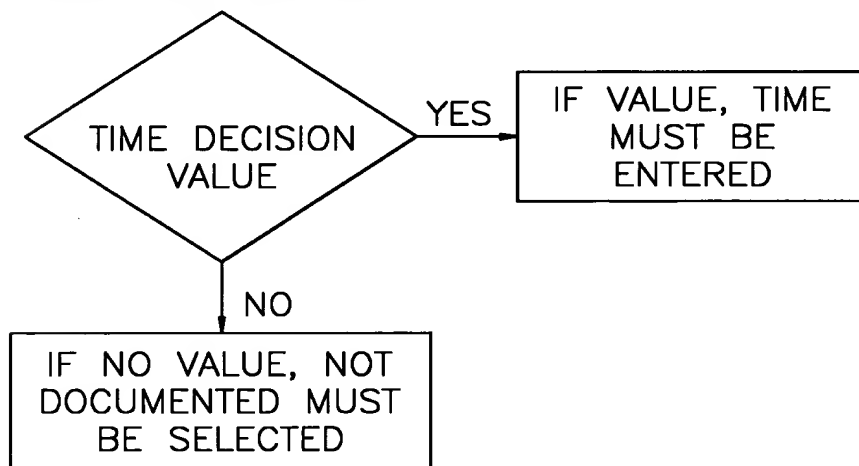 TIME DECISION
VALUE
YES
IF VALUE, TIME
MUST BE
ENTERED
NO
IF NO VALUE, NOT
DOCUMENTED MUST
BE SELECTED